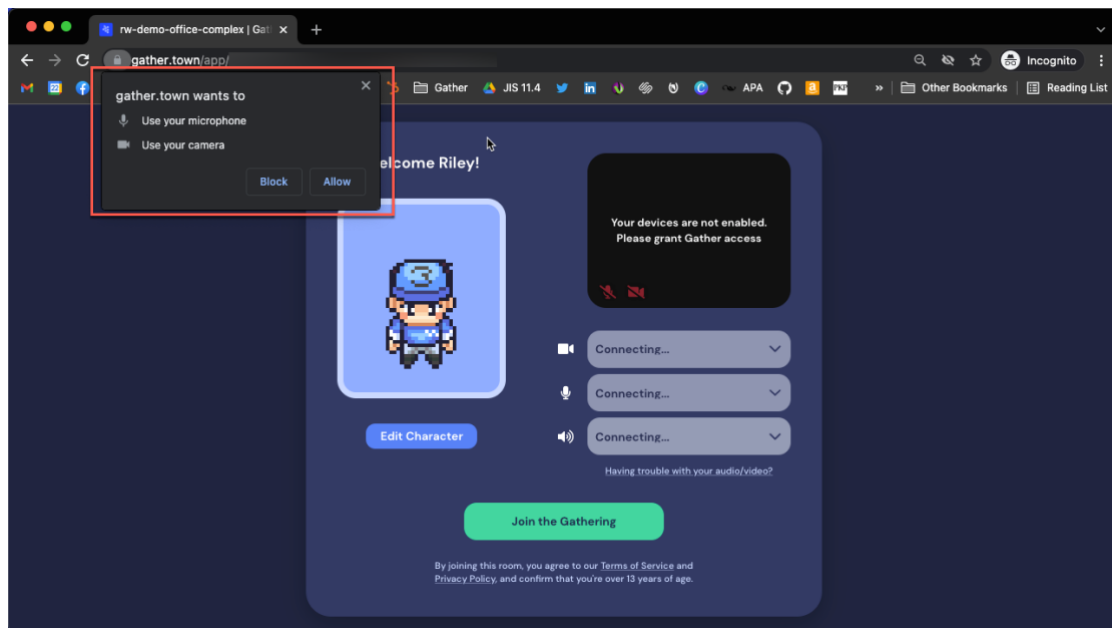 rw-demo-office-complex | Gat
gather.town/app/
Incognito
Gather
JIS 11.4
APA
Other Bookmarks
Reading List
gather.town wants to
Use your microphone
Use your camera
Block
Allow
elcome Riley!
Your devices are not enabled.
Please grant Gather access
Connecting...
Connecting...
Connecting...
Edit Character
Having trouble with your audio/video?
Join the Gathering
By joining this room, you agree to our Terms of Service and
Privacy Policy, and confirm that you're over 13 years of age.